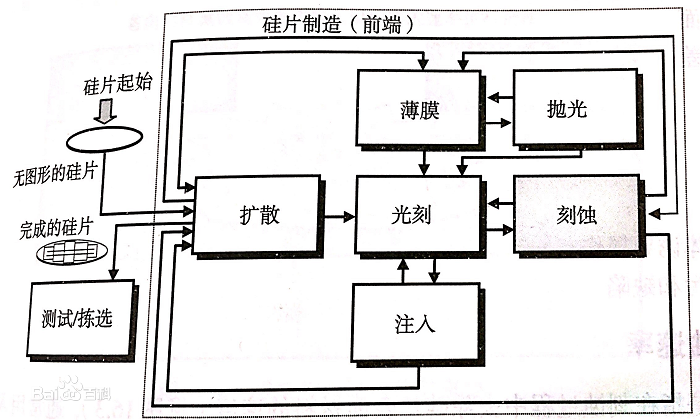 硅片制造（前端）
硅片起始
薄膜
抛光
无图形的硅片
扩散
光刻
刻蚀
完成的硅片
测试/拣选
注入
Bai百科